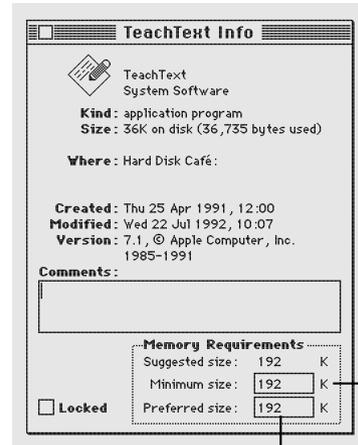 TeachText Info
TeachText
System Software
Kind: application program
Size: 36K on disk (36,735 bytes used)
Where: Hard Disk Café:
Created: Thu 25 Apr 1991, 12:00
Modified: Wed 22 Jul 1992, 10:07
Version: 7.1, © Apple Computer, Inc.
1985-1991
Comments:
Memory Requirements
Suggested size: 192 K
Minimum size: 192 K
Locked Preferred size: 192 K